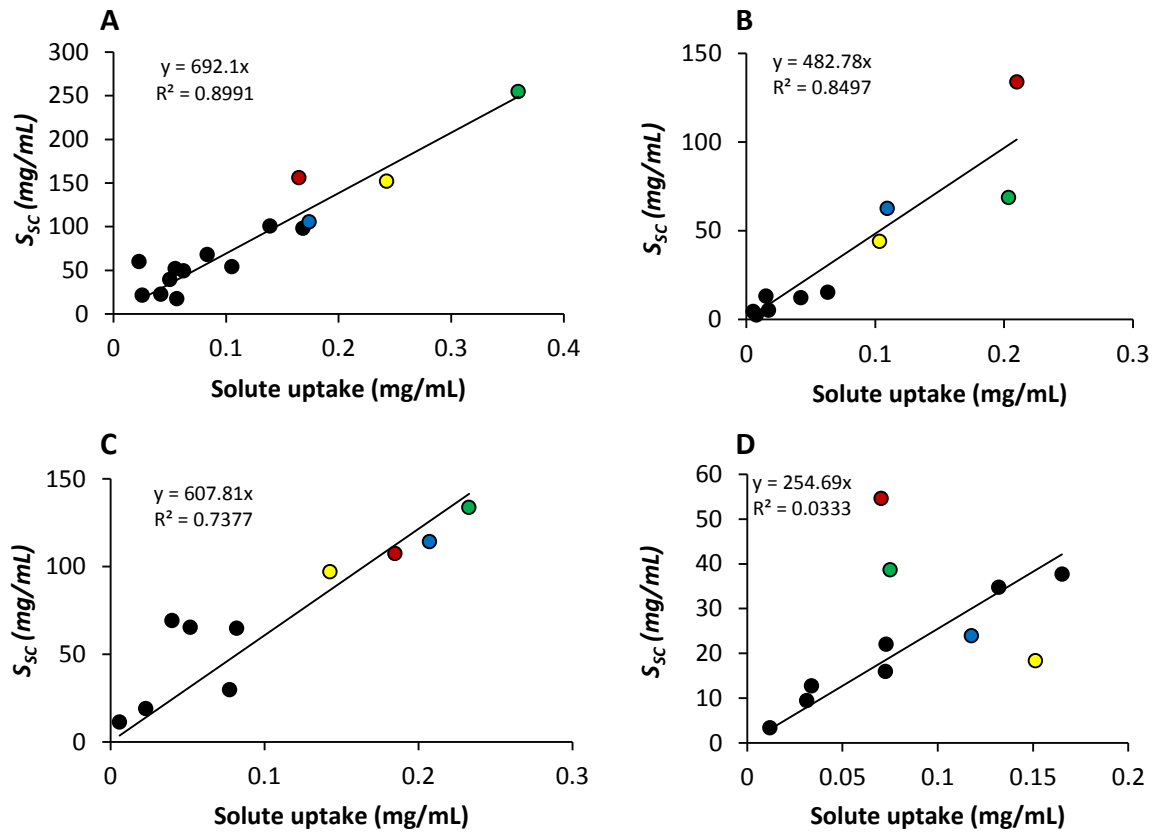 A
300
250
200
150
100
50
0
y = 692.1x
R² = 0.8991
S_SC (mg/mL)
0 0.1 0.2 0.3 0.4
Solute uptake (mg/mL)
B
150
100
50
0
y = 482.78x
R² = 0.8497
S_SC (mg/mL)
0 0.1 0.2 0.3
Solute uptake (mg/mL)
C
150
100
50
0
y = 607.81x
R² = 0.7377
S_SC (mg/mL)
0 0.1 0.2 0.3
Solute uptake (mg/mL)
D
60
50
40
30
20
10
0
y = 254.69x
R² = 0.0333
S_SC (mg/mL)
0 0.05 0.1 0.15 0.2
Solute uptake (mg/mL)